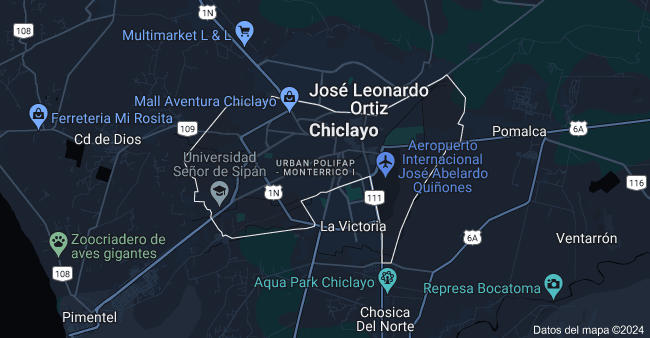 1N
108
Multimarket L & L
José Leonardo
Ortiz
Mall Aventura Chiclayo
Ferreteria Mi Rosita
Chiclayo
109
Cd de Dios
6A
Pomalca
Aeropuerto
Internacional
José Abelardo
Quiñones
Universidad
Señor de Sipán
URBAN POLIFAP
- MONTERRICO I
1N
111
116
La Victoria
6A
Ventarrón
Zoocriadero de
aves gigantes
108
Aqua Park Chiclayo
Represa Bocatoma
Pimentel
Chosica
Del Norte
Datos del mapa ©2024